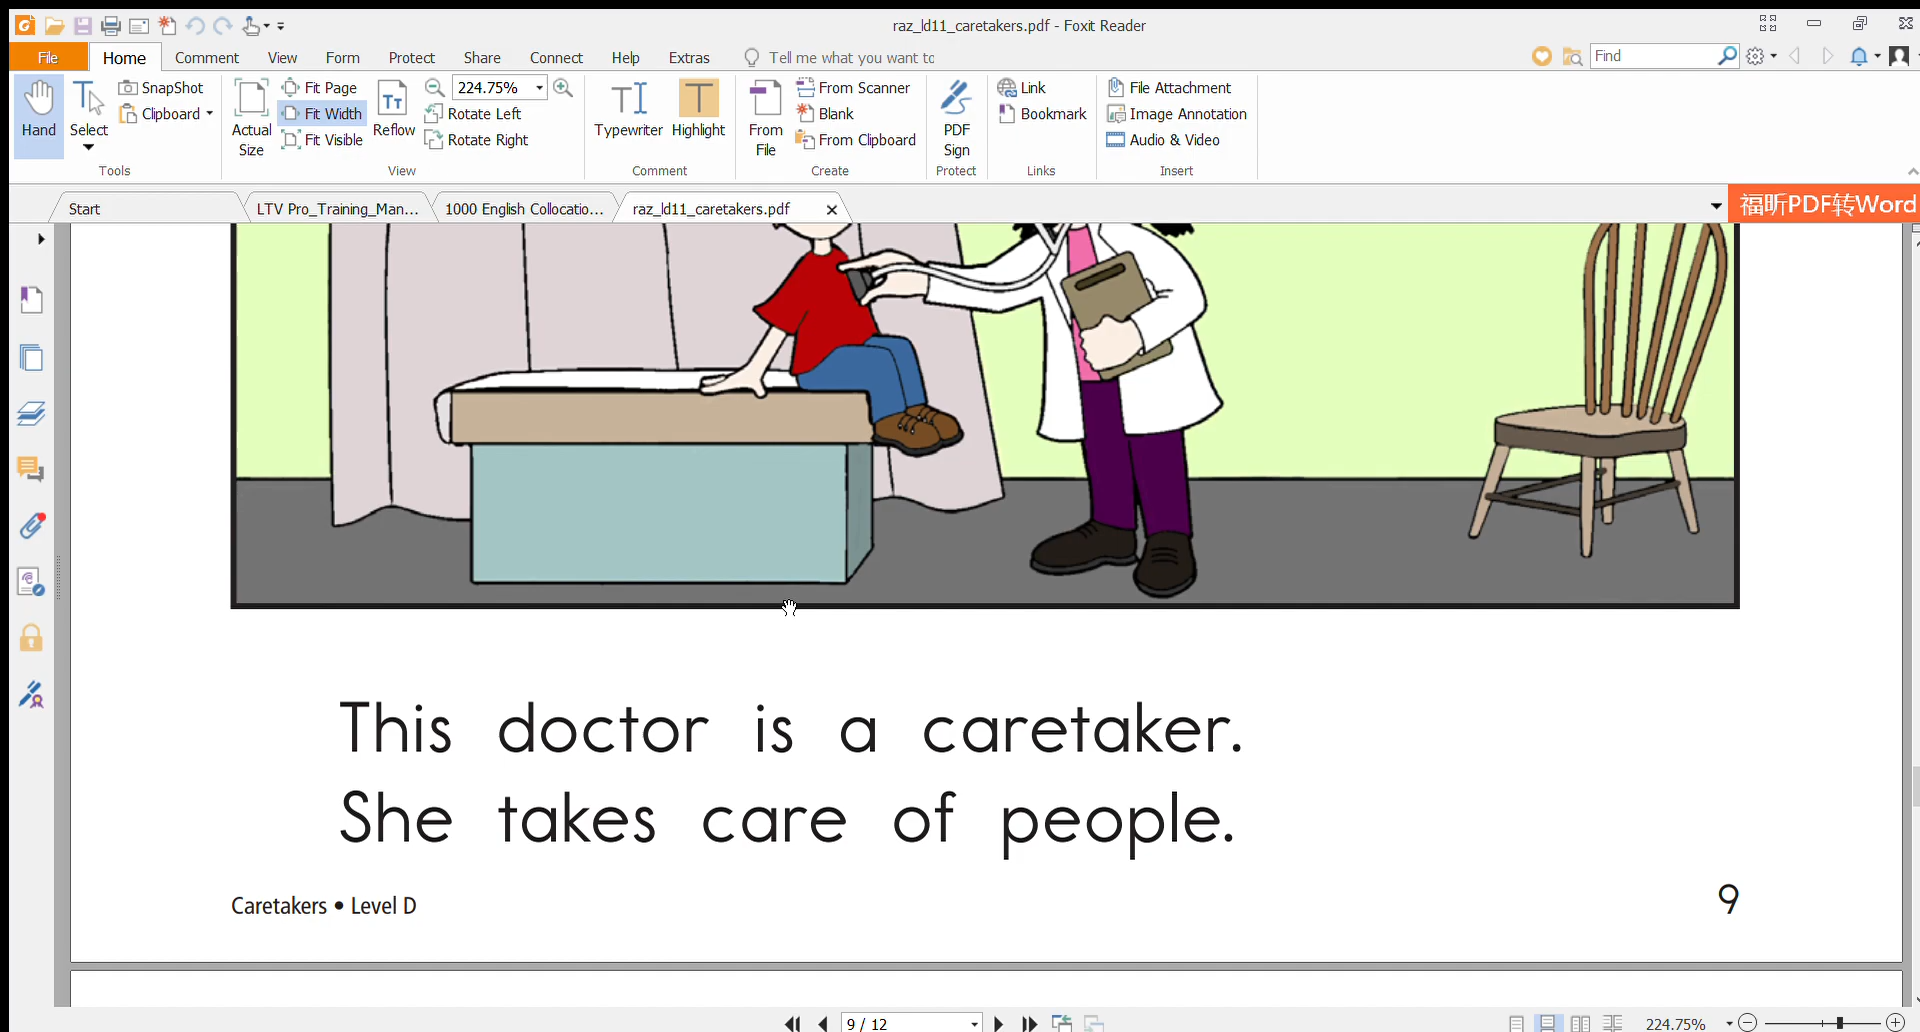 raz_ld11_caretakers.pdf - Foxit Reader
File Home Comment View Form Protect Share Connect Help Extras Tell me what you want to Find
Hand
Select
SnapShot
Clipboard
Tools
Actual Size
Fit Page
Fit Width
Fit Visible
Reflow
224.75%
Rotate Left
Rotate Right
View
Typewriter
Highlight
Comment
From File
From Scanner
Blank
From Clipboard
Create
PDF Sign
Protect
Link
Bookmark
Links
File Attachment
Image Annotation
Audio & Video
Insert
Start
LTV Pro_Training_Man...
1000 English Collocatio...
raz_ld11_caretakers.pdf
福昕PDF转Word
This doctor is a caretaker.
She takes care of people.
Caretakers • Level D
9
9 / 12
224.75%